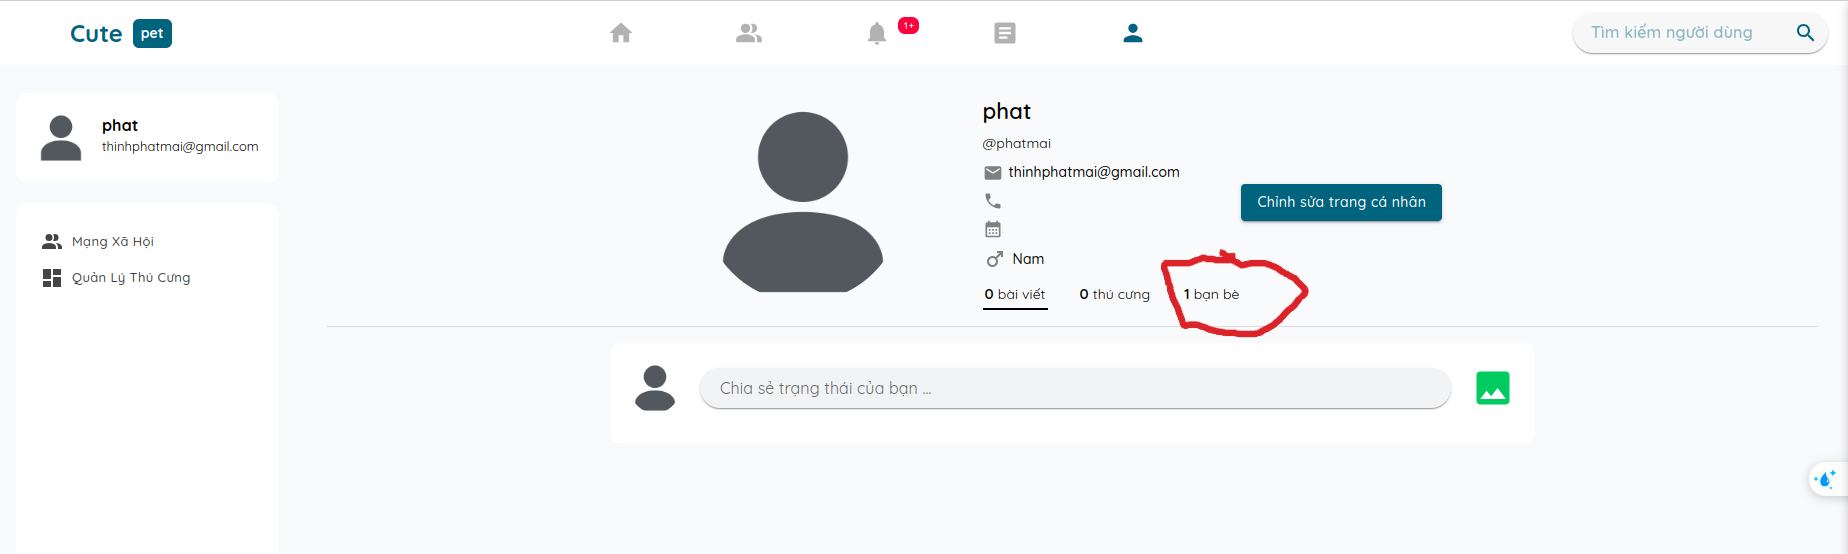 Cute pet
1+
Tìm kiếm người dùng
phat
thinhphatmai@gmail.com
Mạng Xã Hội
Quản Lý Thú Cưng
phat
@phatmai
thinhphatmai@gmail.com
Chỉnh sửa trang cá nhân
Nam
0 bài viết 0 thú cưng 1 bạn bè
Chia sẻ trạng thái của bạn ...